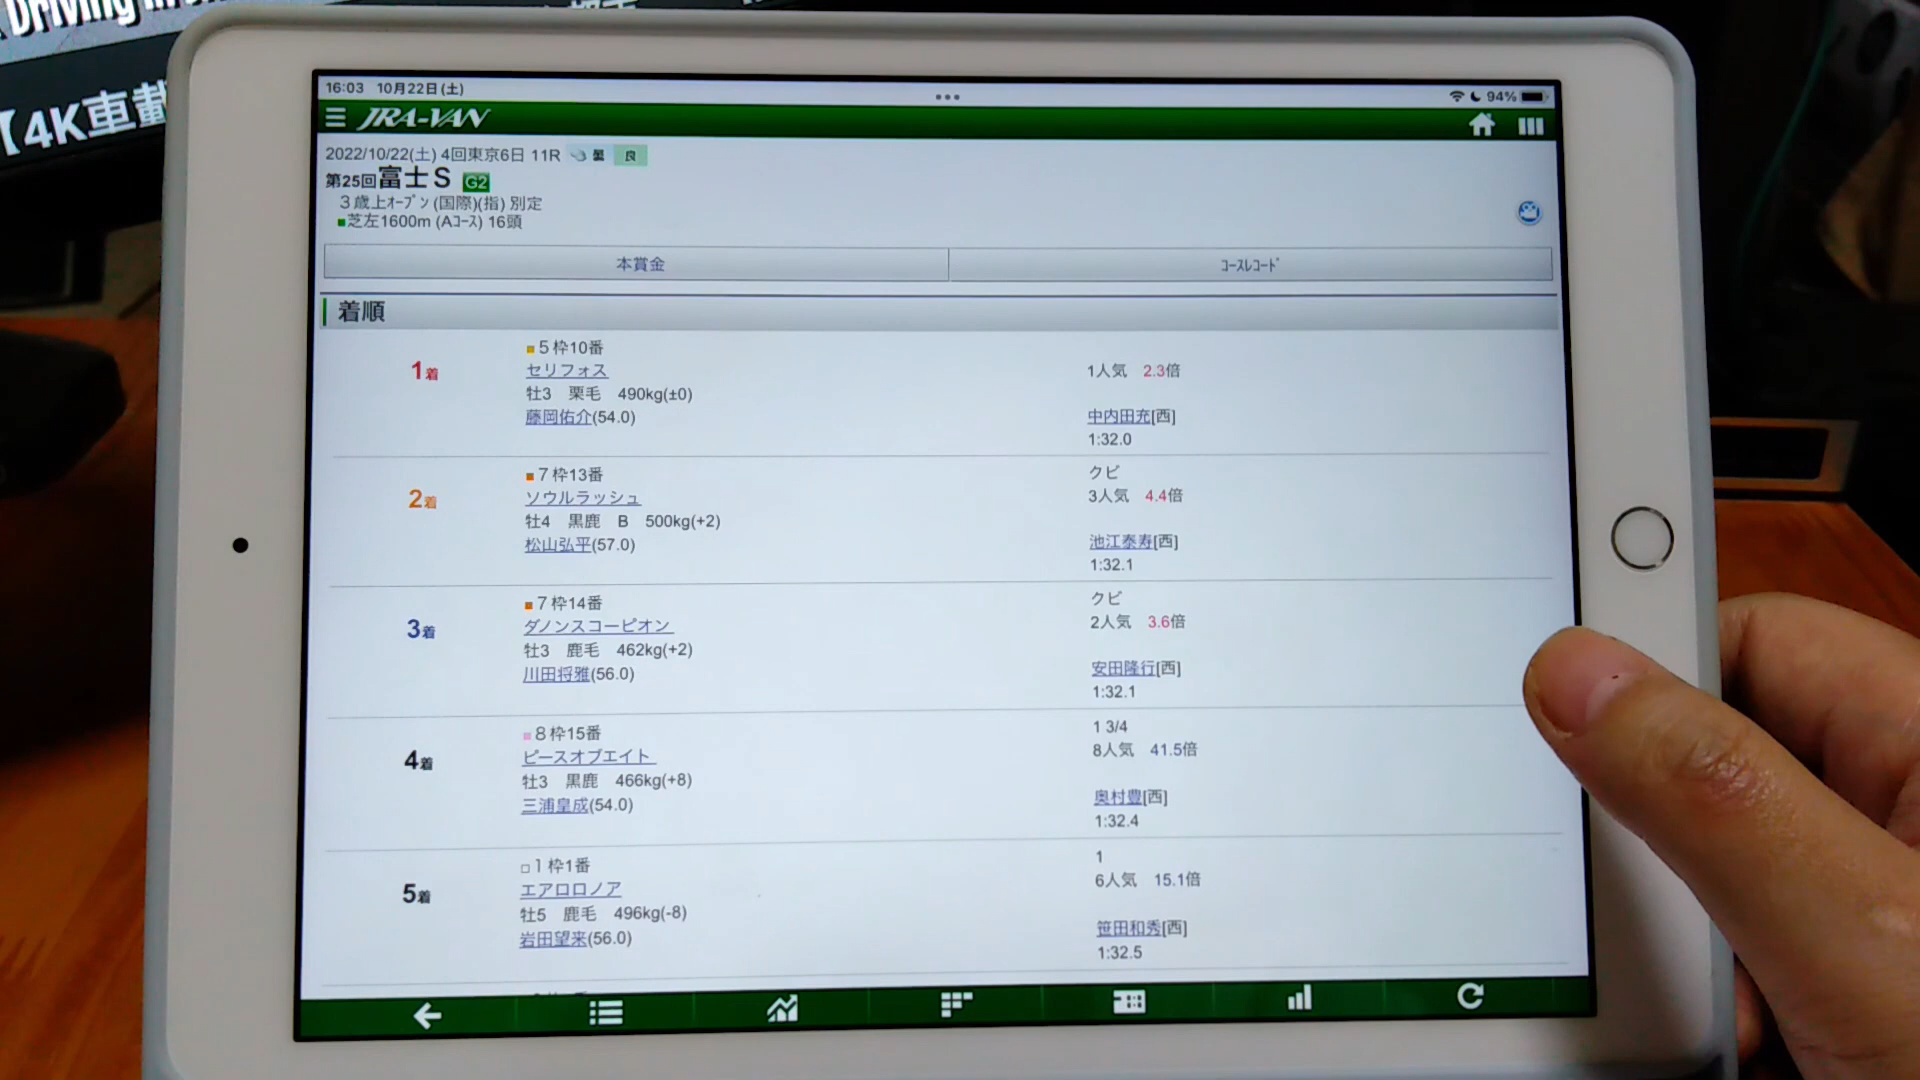 Driving in
【4K車載
16:03 10月22日(土)
94%
JRA-VAN
2022/10/22(土) 4回東京6日 11R 曇 良
第25回富士S G2
3歳上オープン(国際)(指) 別定
芝左1600m (Aコース) 16頭
本賞金 コースレコード
着順
1着
5枠10番
セリフォス
牡3 栗毛 490kg(±0)
藤岡佑介(54.0)
1人気 2.3倍
中内田充[西]
1:32.0
2着
7枠13番
ソウルラッシュ
牡4 黒鹿 B 500kg(+2)
松山弘平(57.0)
クビ
3人気 4.4倍
池江泰寿[西]
1:32.1
3着
7枠14番
ダノンスコーピオン
牡3 鹿毛 462kg(+2)
川田将雅(56.0)
クビ
2人気 3.6倍
安田隆行[西]
1:32.1
4着
8枠15番
ピースオブエイト
牡3 黒鹿 466kg(+8)
三浦皇成(54.0)
1 3/4
8人気 41.5倍
奥村豊[西]
1:32.4
5着
1枠1番
エアロロノア
牡5 鹿毛 496kg(-8)
岩田望来(56.0)
1
6人気 15.1倍
笹田和秀[西]
1:32.5